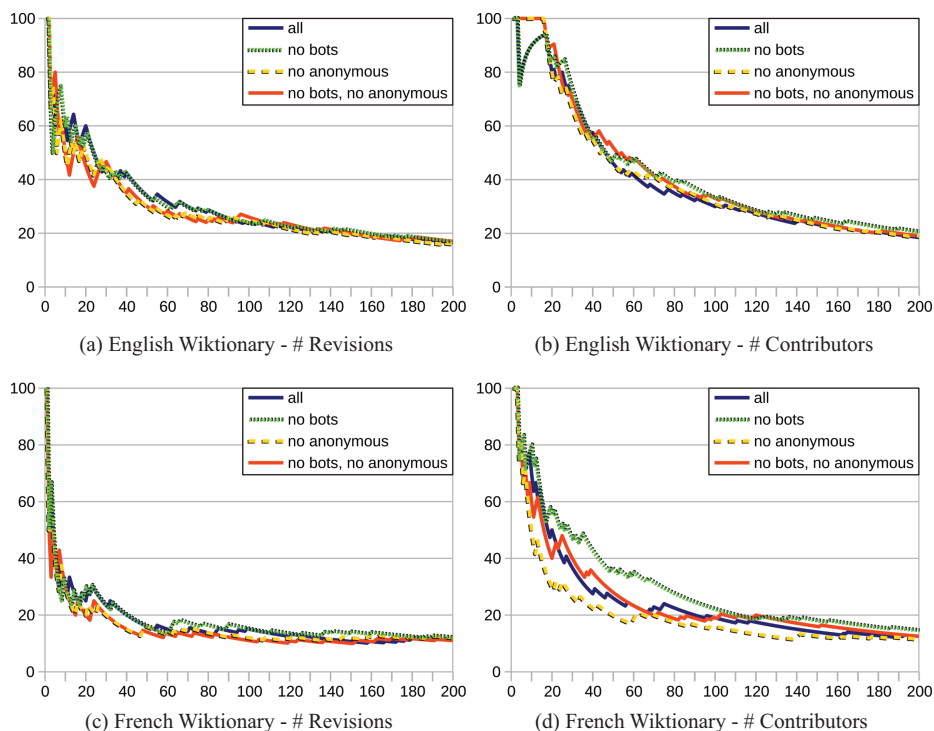 100
80
60
40
20
0
all
no bots
no anonymous
no bots, no anonymous
0 20 40 60 80 100 120 140 160 180 200
(a) English Wiktionary - # Revisions
100
80
60
40
20
0
all
no bots
no anonymous
no bots, no anonymous
0 20 40 60 80 100 120 140 160 180 200
(b) English Wiktionary - # Contributors
100
80
60
40
20
0
all
no bots
no anonymous
no bots, no anonymous
0 20 40 60 80 100 120 140 160 180 200
(c) French Wiktionary - # Revisions
100
80
60
40
20
0
all
no bots
no anonymous
no bots, no anonymous
0 20 40 60 80 100 120 140 160 180 200
(d) French Wiktionary - # Contributors